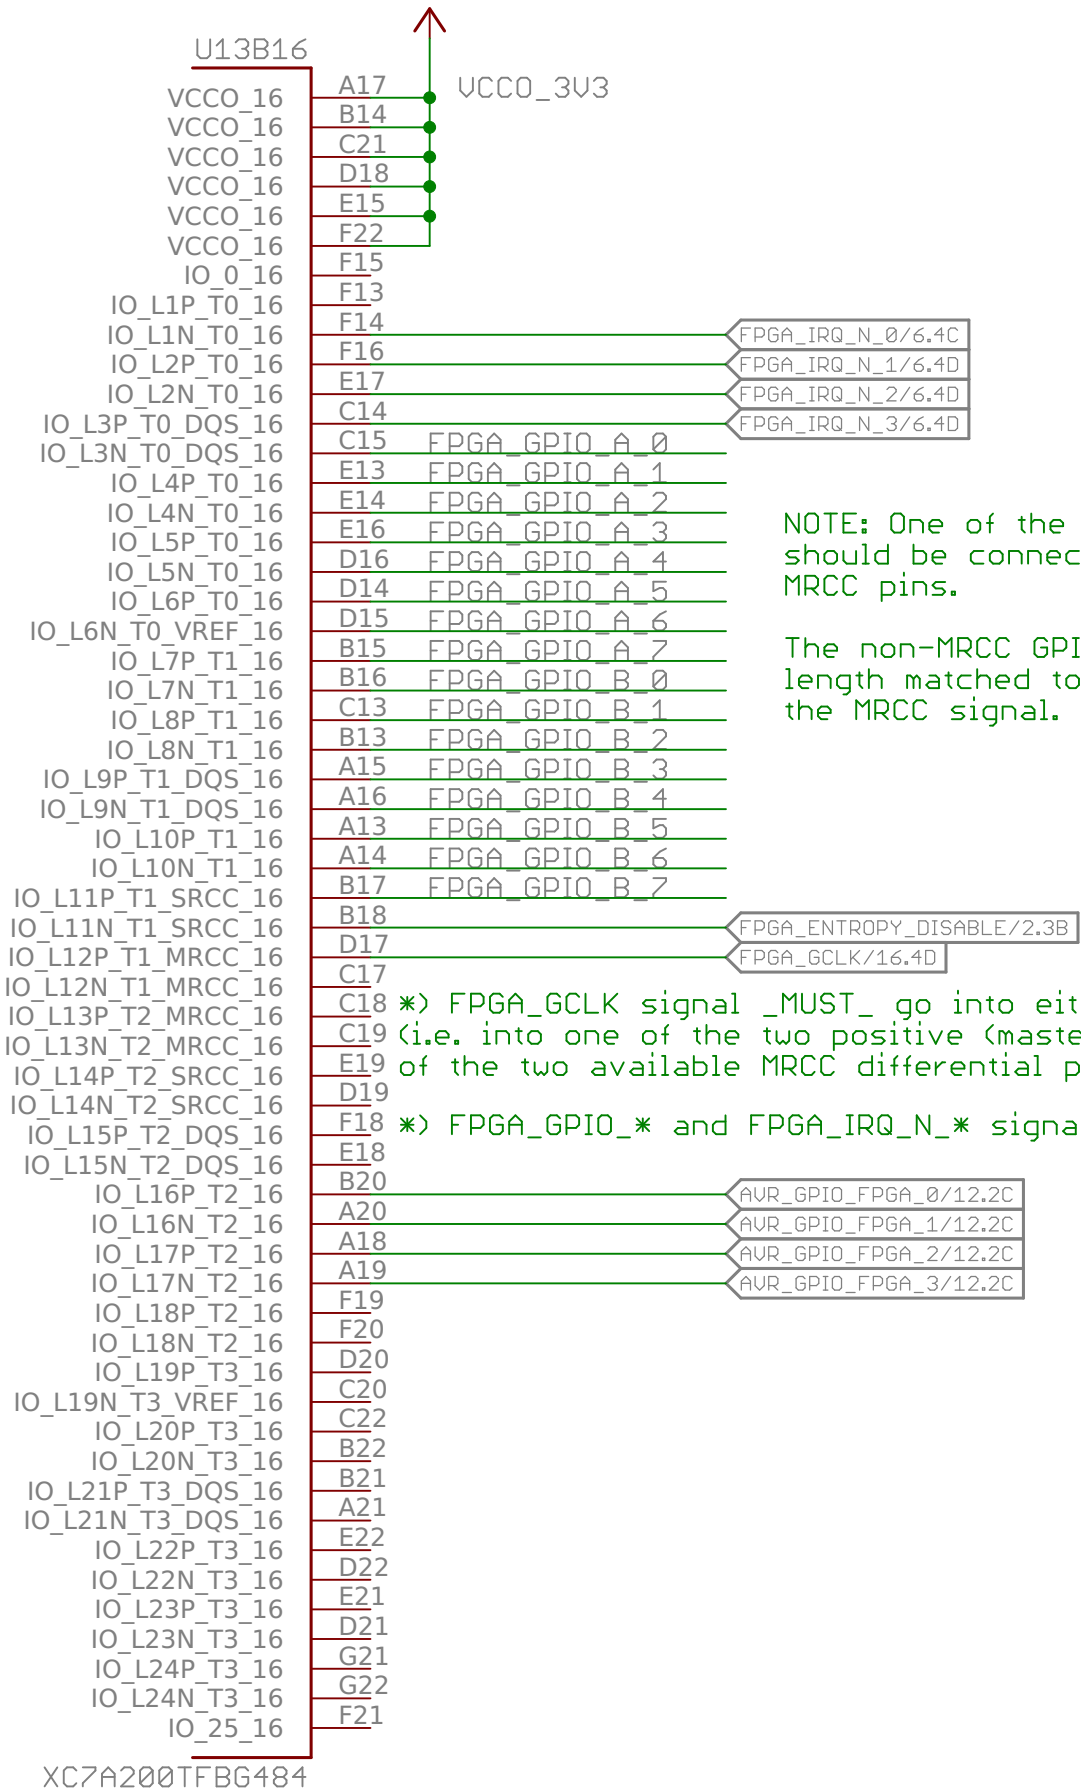 U13B16
VCCO_3V3
VCCO_16 A17
VCCO_16 B14
VCCO_16 C21
VCCO_16 D18
VCCO_16 E15
VCCO_16 F22
IO_0_16 F15
IO_L1P_T0_16 F13
IO_L1N_T0_16 F14 FPGA_IRQ_N_0/6.4C
IO_L2P_T0_16 F16 FPGA_IRQ_N_1/6.4D
IO_L2N_T0_16 E17 FPGA_IRQ_N_2/6.4D
IO_L3P_T0_DQS_16 C14 FPGA_IRQ_N_3/6.4D
IO_L3N_T0_DQS_16 C15 FPGA_GPIO_A_0
IO_L4P_T0_16 E13 FPGA_GPIO_A_1
IO_L4N_T0_16 E14 FPGA_GPIO_A_2
IO_L5P_T0_16 E16 FPGA_GPIO_A_3
IO_L5N_T0_16 D16 FPGA_GPIO_A_4
IO_L6P_T0_16 D14 FPGA_GPIO_A_5
IO_L6N_T0_VREF_16 D15 FPGA_GPIO_A_6
IO_L7P_T1_16 B15 FPGA_GPIO_A_7
IO_L7N_T1_16 B16 FPGA_GPIO_B_0
IO_L8P_T1_16 C13 FPGA_GPIO_B_1
IO_L8N_T1_16 B13 FPGA_GPIO_B_2
IO_L9P_T1_DQS_16 A15 FPGA_GPIO_B_3
IO_L9N_T1_DQS_16 A16 FPGA_GPIO_B_4
IO_L10P_T1_16 A13 FPGA_GPIO_B_5
IO_L10N_T1_16 A14 FPGA_GPIO_B_6
IO_L11P_T1_SRCC_16 B17 FPGA_GPIO_B_7
IO_L11N_T1_SRCC_16 B18 FPGA_ENTROPY_DISABLE/2.3B
IO_L12P_T1_MRCC_16 D17 FPGA_GCLK/16.4D
IO_L12N_T1_MRCC_16 C17
IO_L13P_T2_MRCC_16 C18
IO_L13N_T2_MRCC_16 C19
IO_L14P_T2_SRCC_16 E19
IO_L14N_T2_SRCC_16 D19
IO_L15P_T2_DQS_16 F18
IO_L15N_T2_DQS_16 E18
IO_L16P_T2_16 B20 AVR_GPIO_FPGA_0/12.2C
IO_L16N_T2_16 A20 AVR_GPIO_FPGA_1/12.2C
IO_L17P_T2_16 A18 AVR_GPIO_FPGA_2/12.2C
IO_L17N_T2_16 A19 AVR_GPIO_FPGA_3/12.2C
IO_L18P_T2_16 F19
IO_L18N_T2_16 F20
IO_L19P_T3_16 D20
IO_L19N_T3_VREF_16 C20
IO_L20P_T3_16 C22
IO_L20N_T3_16 B22
IO_L21P_T3_DQS_16 B21
IO_L21N_T3_DQS_16 A21
IO_L22P_T3_16 E22
IO_L22N_T3_16 D22
IO_L23P_T3_16 E21
IO_L23N_T3_16 D21
IO_L24P_T3_16 G21
IO_L24N_T3_16 G22
IO_25_16 F21
XC7A200TFBG484
NOTE: One of the
should be connec
MRCC pins.
The non-MRCC GPI
length matched to
the MRCC signal.
*) FPGA_GCLK signal _MUST_ go into eit
(i.e. into one of the two positive (maste
of the two available MRCC differential p
*) FPGA_GPIO_* and FPGA_IRQ_N_* signa